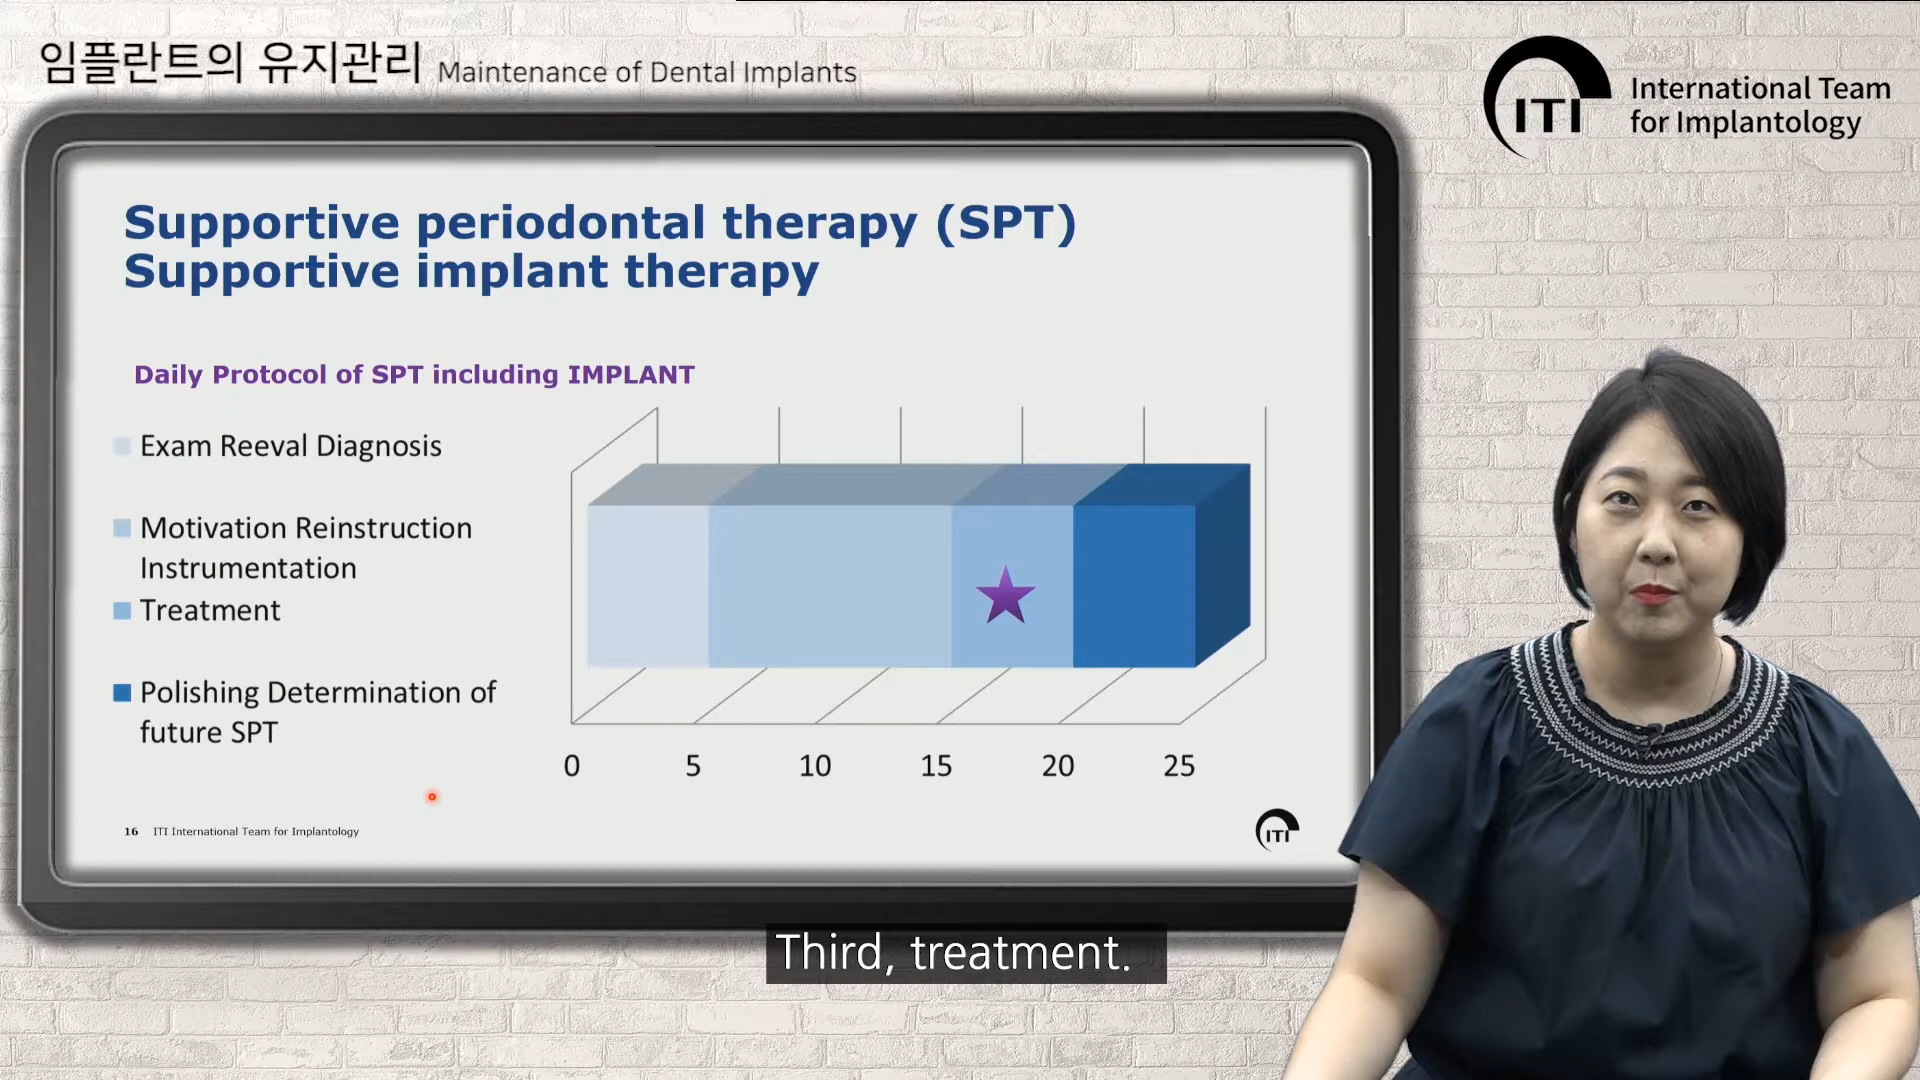 임플란트의 유지관리 Maintenance of Dental Implants
ITI
International Team
for Implantology
Supportive periodontal therapy (SPT)
Supportive implant therapy
Daily Protocol of SPT including IMPLANT
Exam Reeval Diagnosis
Motivation Reinstruction
Instrumentation
Treatment
Polishing Determination of
future SPT
0 5 10 15 20 25
16 ITI International Team for Implantology
ITI
Third, treatment.